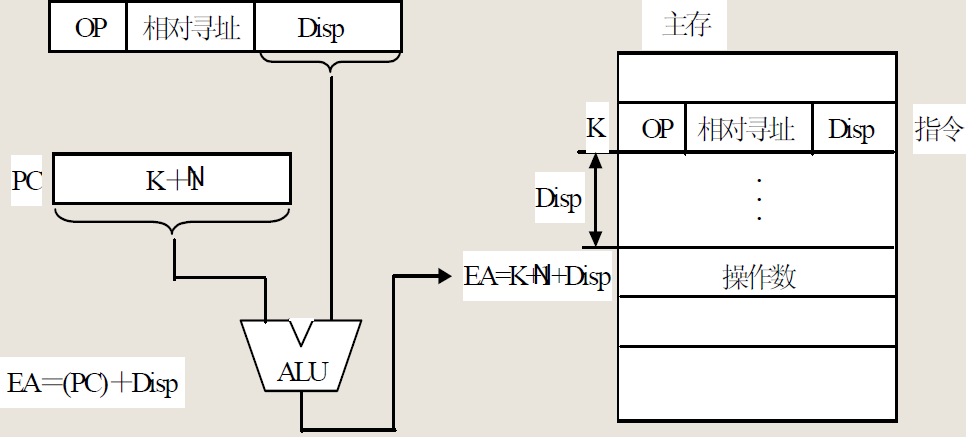 OP 相对寻址 Disp
主存
K OP 相对寻址 Disp 指令
PC K+N
Disp
EA=K+N+Disp 操作数
ALU
EA=(PC)+Disp